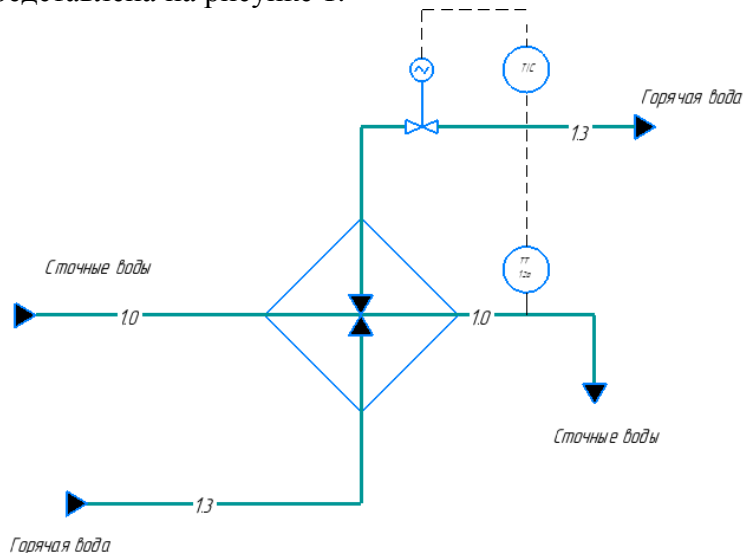 представлена на рисунке 1.
TIC
Горячая вода
1.3
Сточные воды
TT
1.0
1.0
Сточные воды
1.3
Горячая вода